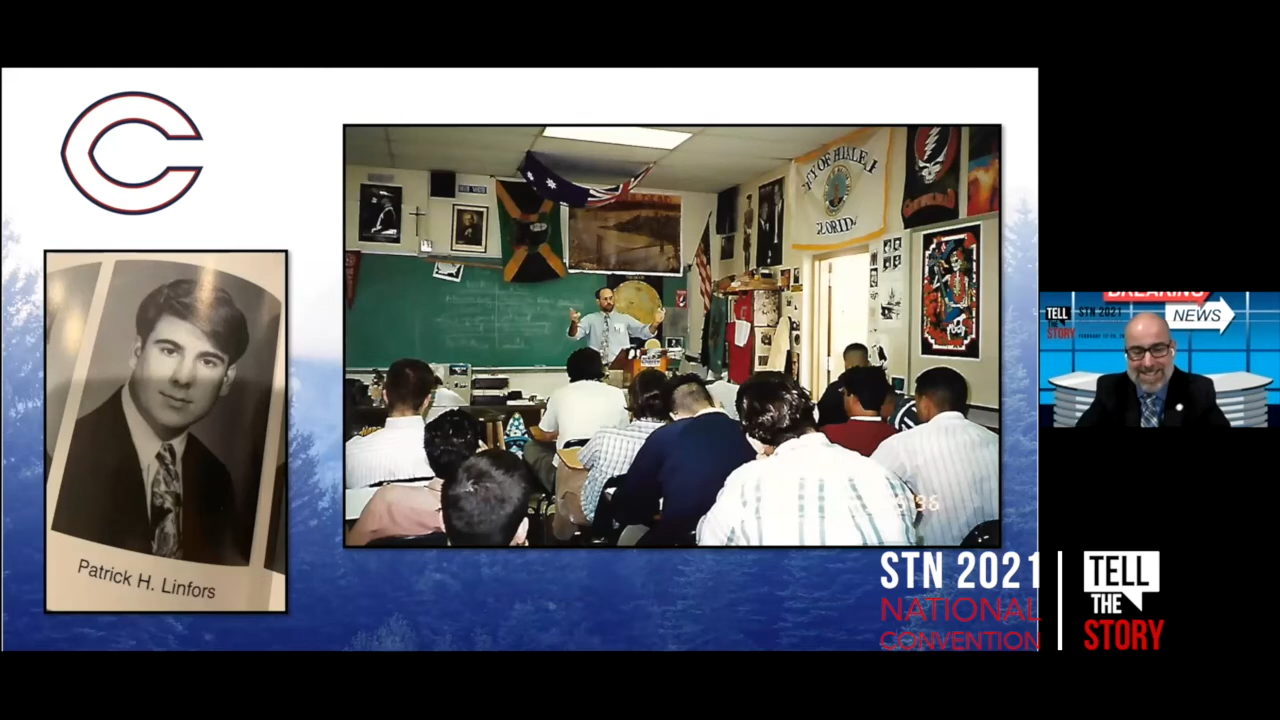 C
Patrick H. Linfors
CITY OF HIALEAH
FLORIDA
'96
BREAKING
NEWS
TELL
THE
STORY
STN 2021
STN 2021
NATIONAL
CONVENTION
TELL
THE
STORY